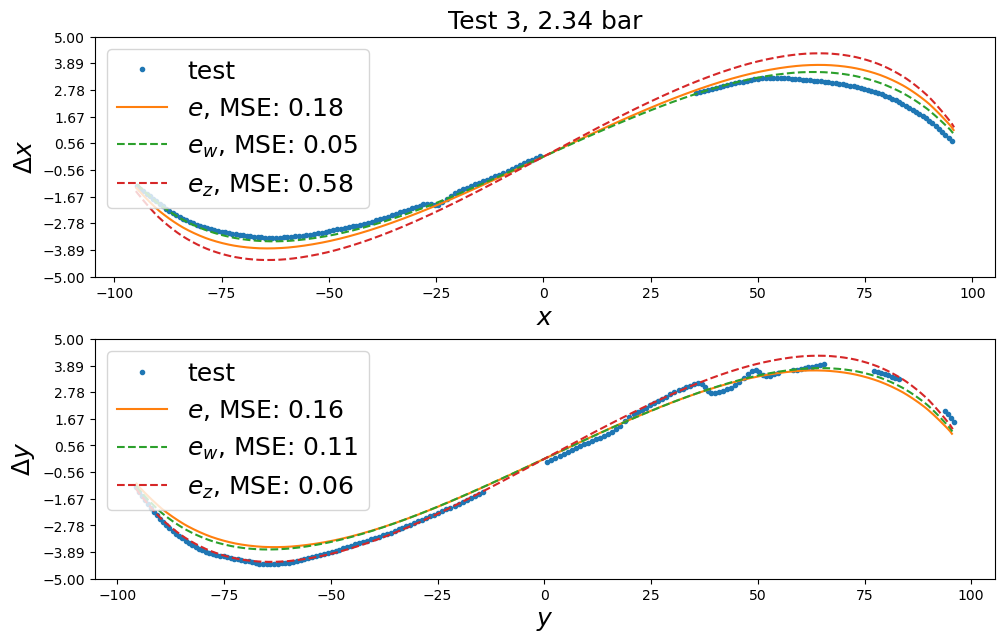 Test 3, 2.34 bar
5.00
3.89
2.78
1.67
0.56
−0.56
−1.67
−2.78
−3.89
−5.00
Δx
test
e, MSE: 0.18
e_w, MSE: 0.05
e_z, MSE: 0.58
−100 −75 −50 −25 0 25 50 75 100
x
5.00
3.89
2.78
1.67
0.56
−0.56
−1.67
−2.78
−3.89
−5.00
Δy
test
e, MSE: 0.16
e_w, MSE: 0.11
e_z, MSE: 0.06
−100 −75 −50 −25 0 25 50 75 100
y